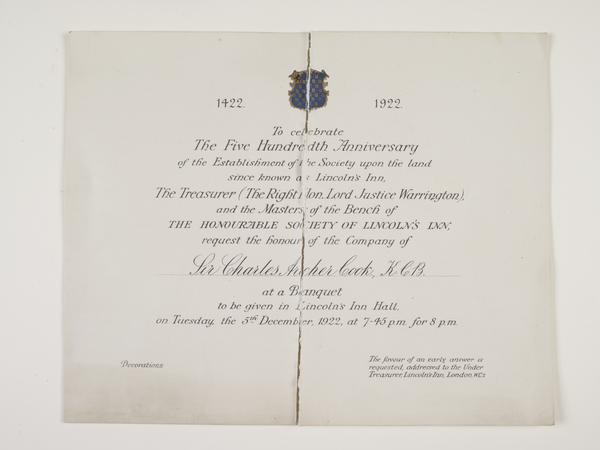 1422. 1922.
To celebrate
The Five Hundredth Anniversary
of the Establishment of the Society upon the land
since known as Lincoln's Inn,
The Treasurer (The Right Hon. Lord Justice Warrington),
and the Masters of the Bench of
THE HONOURABLE SOCIETY OF LINCOLN'S INN,
request the honour of the Company of
Sir Charles Archer Cook, K.C.B.
at a Banquet
to be given in Lincoln's Inn Hall,
on Tuesday, the 5th December, 1922, at 7-45 p.m. for 8 p.m.
Decorations
The favour of an early answer is
requested, addressed to the Under
Treasurer, Lincoln's Inn, London. W.C.2